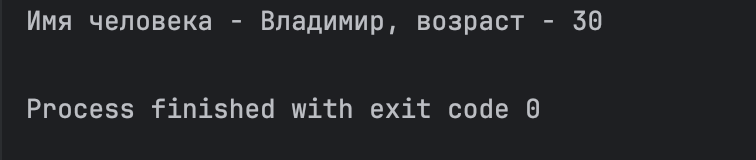 Имя человека - Владимир, возраст - 30
Process finished with exit code 0